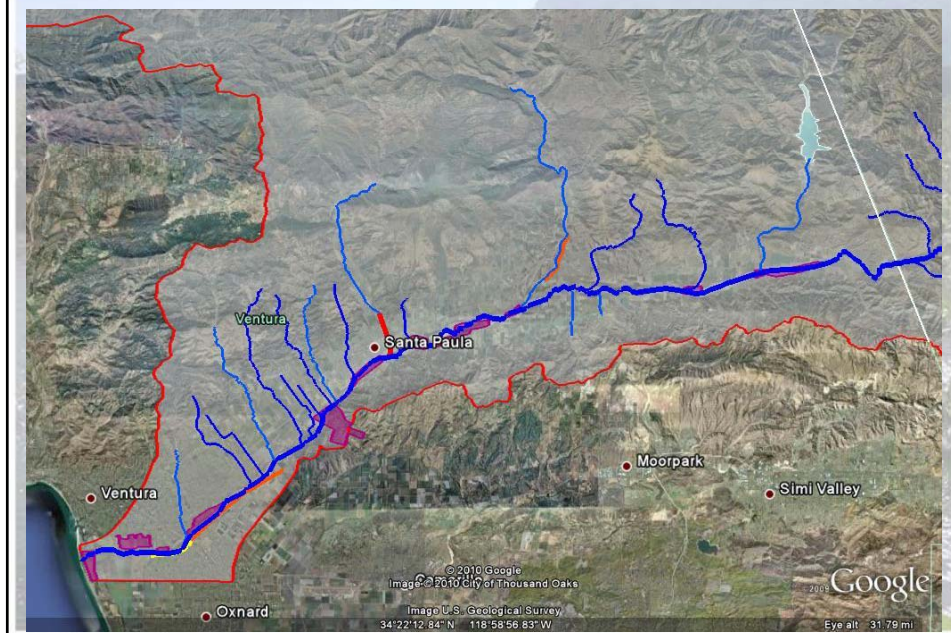 Ventura
Santa Paula
Moorpark
Simi Valley
Ventura
© 2010 Google
Image © 2010 City of Thousand Oaks
2009 Google
Oxnard
Image U.S. Geological Survey
34°22'12.84" N 118°58'56.83" W
Eye alt 31.79 mi